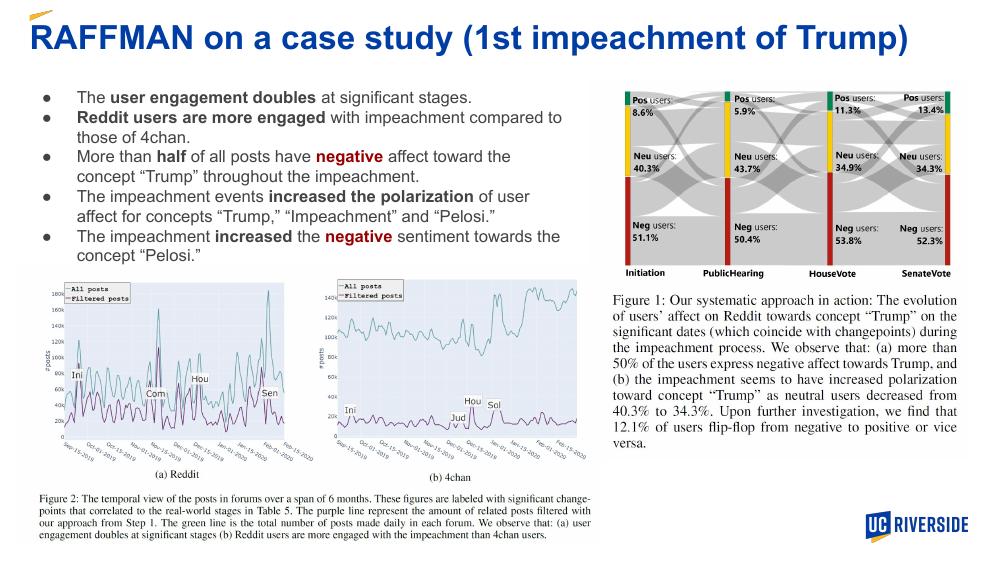 RAFFMAN on a case study (1st impeachment of Trump)
● The user engagement doubles at significant stages.
● Reddit users are more engaged with impeachment compared to
those of 4chan.
● More than half of all posts have negative affect toward the
concept “Trump” throughout the impeachment.
● The impeachment events increased the polarization of user
affect for concepts “Trump,” “Impeachment” and “Pelosi.”
● The impeachment increased the negative sentiment towards the
concept “Pelosi.”
All posts
Filtered posts
180k
160k
140k
120k
100k
80k
60k
40k
20k
0
#posts
Ini
Com
Hou
Sen
Sep-15-2019
Oct-01-2019
Oct-15-2019
Nov-01-2019
Nov-15-2019
Dec-01-2019
Dec-15-2019
Jan-01-2020
Jan-15-2020
Feb-01-2020
Feb-15-2020
(a) Reddit
All posts
Filtered posts
140k
120k
100k
80k
60k
40k
20k
0
#posts
Ini
Jud
Hou
Sol
Sep-15-2019
Oct-01-2019
Oct-15-2019
Nov-01-2019
Nov-15-2019
Dec-01-2019
Dec-15-2019
Jan-01-2020
Jan-15-2020
Feb-01-2020
Feb-15-2020
(b) 4chan
Figure 2: The temporal view of the posts in forums over a span of 6 months. These figures are labeled with significant change-
points that correlated to the real-world stages in Table 5. The purple line represent the amount of related posts filtered with
our approach from Step 1. The green line is the total number of posts made daily in each forum. We observe that: (a) user
engagement doubles at significant stages (b) Reddit users are more engaged with the impeachment than 4chan users.
Pos users:
8.6%
Pos users:
5.9%
Pos users:
11.3%
Pos users:
13.4%
Neu users:
40.3%
Neu users:
43.7%
Neu users:
34.9%
Neu users:
34.3%
Neg users:
51.1%
Neg users:
50.4%
Neg users:
53.8%
Neg users:
52.3%
Initiation PublicHearing HouseVote SenateVote
Figure 1: Our systematic approach in action: The evolution
of users’ affect on Reddit towards concept “Trump” on the
significant dates (which coincide with changepoints) during
the impeachment process. We observe that: (a) more than
50% of the users express negative affect towards Trump, and
(b) the impeachment seems to have increased polarization
toward concept “Trump” as neutral users decreased from
40.3% to 34.3%. Upon further investigation, we find that
12.1% of users flip-flop from negative to positive or vice
versa.
UC RIVERSIDE